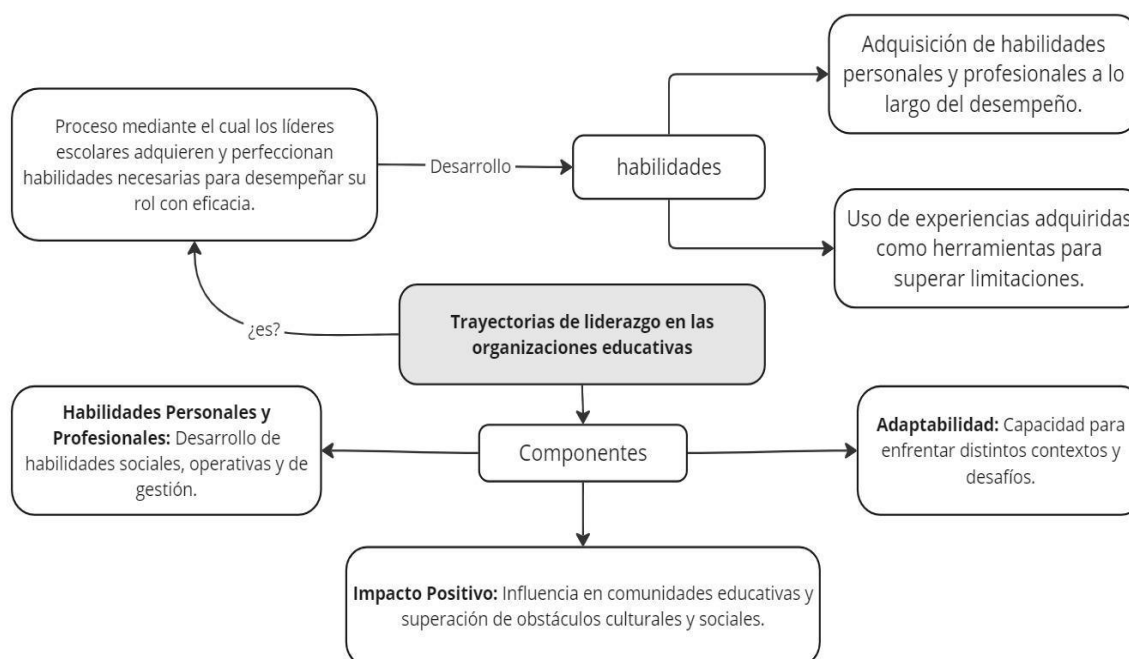 Adquisición de habilidades
personales y profesionales a lo
largo del desempeño.
Proceso mediante el cual los líderes
escolares adquieren y perfeccionan
habilidades necesarias para desempeñar su
rol con eficacia.
Desarrollo
habilidades
Uso de experiencias adquiridas
como herramientas para
superar limitaciones.
¿es?
Trayectorias de liderazgo en las
organizaciones educativas
Habilidades Personales y
Profesionales: Desarrollo de
habilidades sociales, operativas y de
gestión.
Componentes
Adaptabilidad: Capacidad para
enfrentar distintos contextos y
desafíos.
Impacto Positivo: Influencia en comunidades educativas y
superación de obstáculos culturales y sociales.